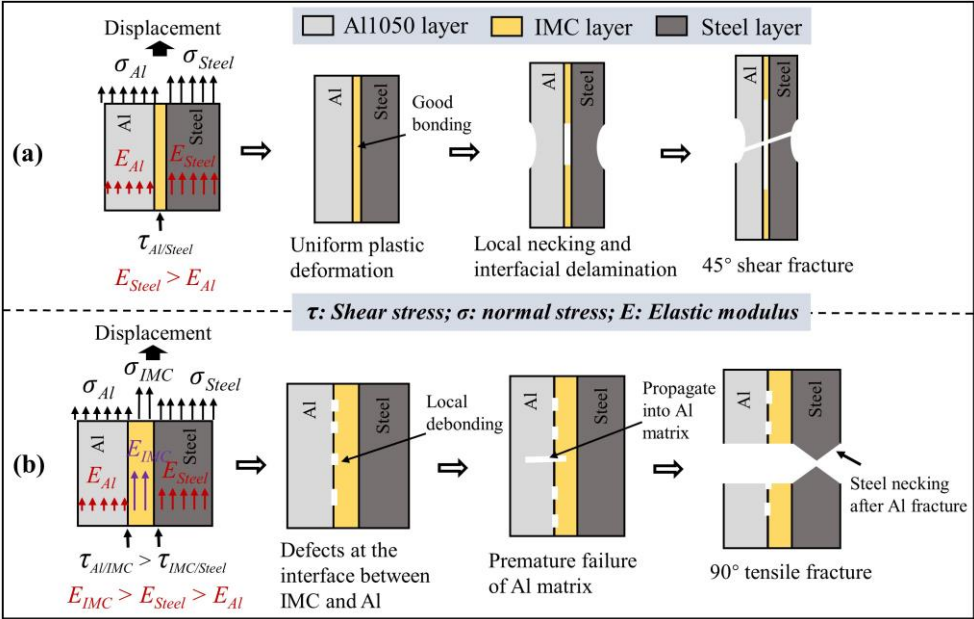 Al1050 layer
IMC layer
Steel layer
(a)
Displacement
σAl
σSteel
Al
Steel
EAl
ESteel
τAl/Steel
ESteel > EAl
Al
Steel
Good
bonding
Uniform plastic
deformation
Al
Steel
Local necking and
interfacial delamination
Al
Steel
45° shear fracture
τ: Shear stress; σ: normal stress; E: Elastic modulus
(b)
Displacement
σAl
σIMC
σSteel
Al
Steel
EAl
EIMC
ESteel
τAl/IMC > τIMC/Steel
EIMC > ESteel > EAl
Al
Steel
Local
debonding
Defects at the
interface between
IMC and Al
Al
Steel
Propagate
into Al
matrix
Premature failure
of Al matrix
Al
Steel
Steel necking
after Al fracture
90° tensile fracture